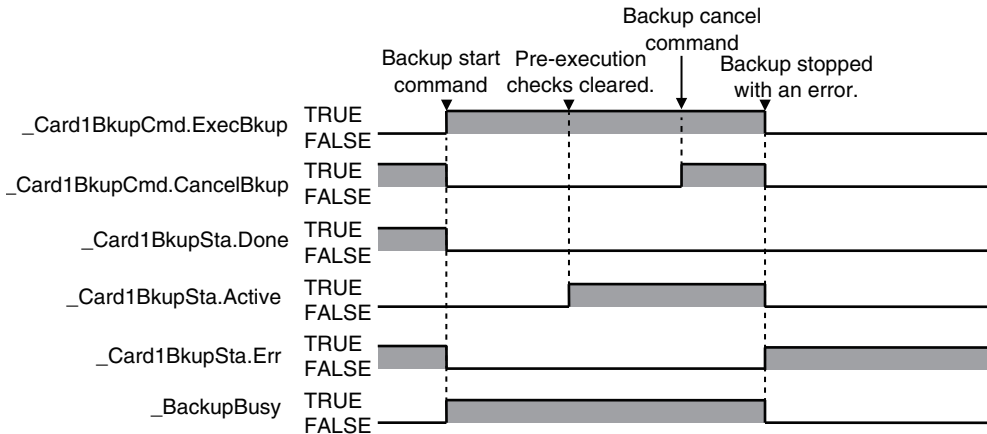 Backup cancel
command
Backup start
command
Pre-execution
checks cleared.
Backup stopped
with an error.
_Card1BkupCmd.ExecBkup
TRUE
FALSE
_Card1BkupCmd.CancelBkup
TRUE
FALSE
_Card1BkupSta.Done
TRUE
FALSE
_Card1BkupSta.Active
TRUE
FALSE
_Card1BkupSta.Err
TRUE
FALSE
_BackupBusy
TRUE
FALSE